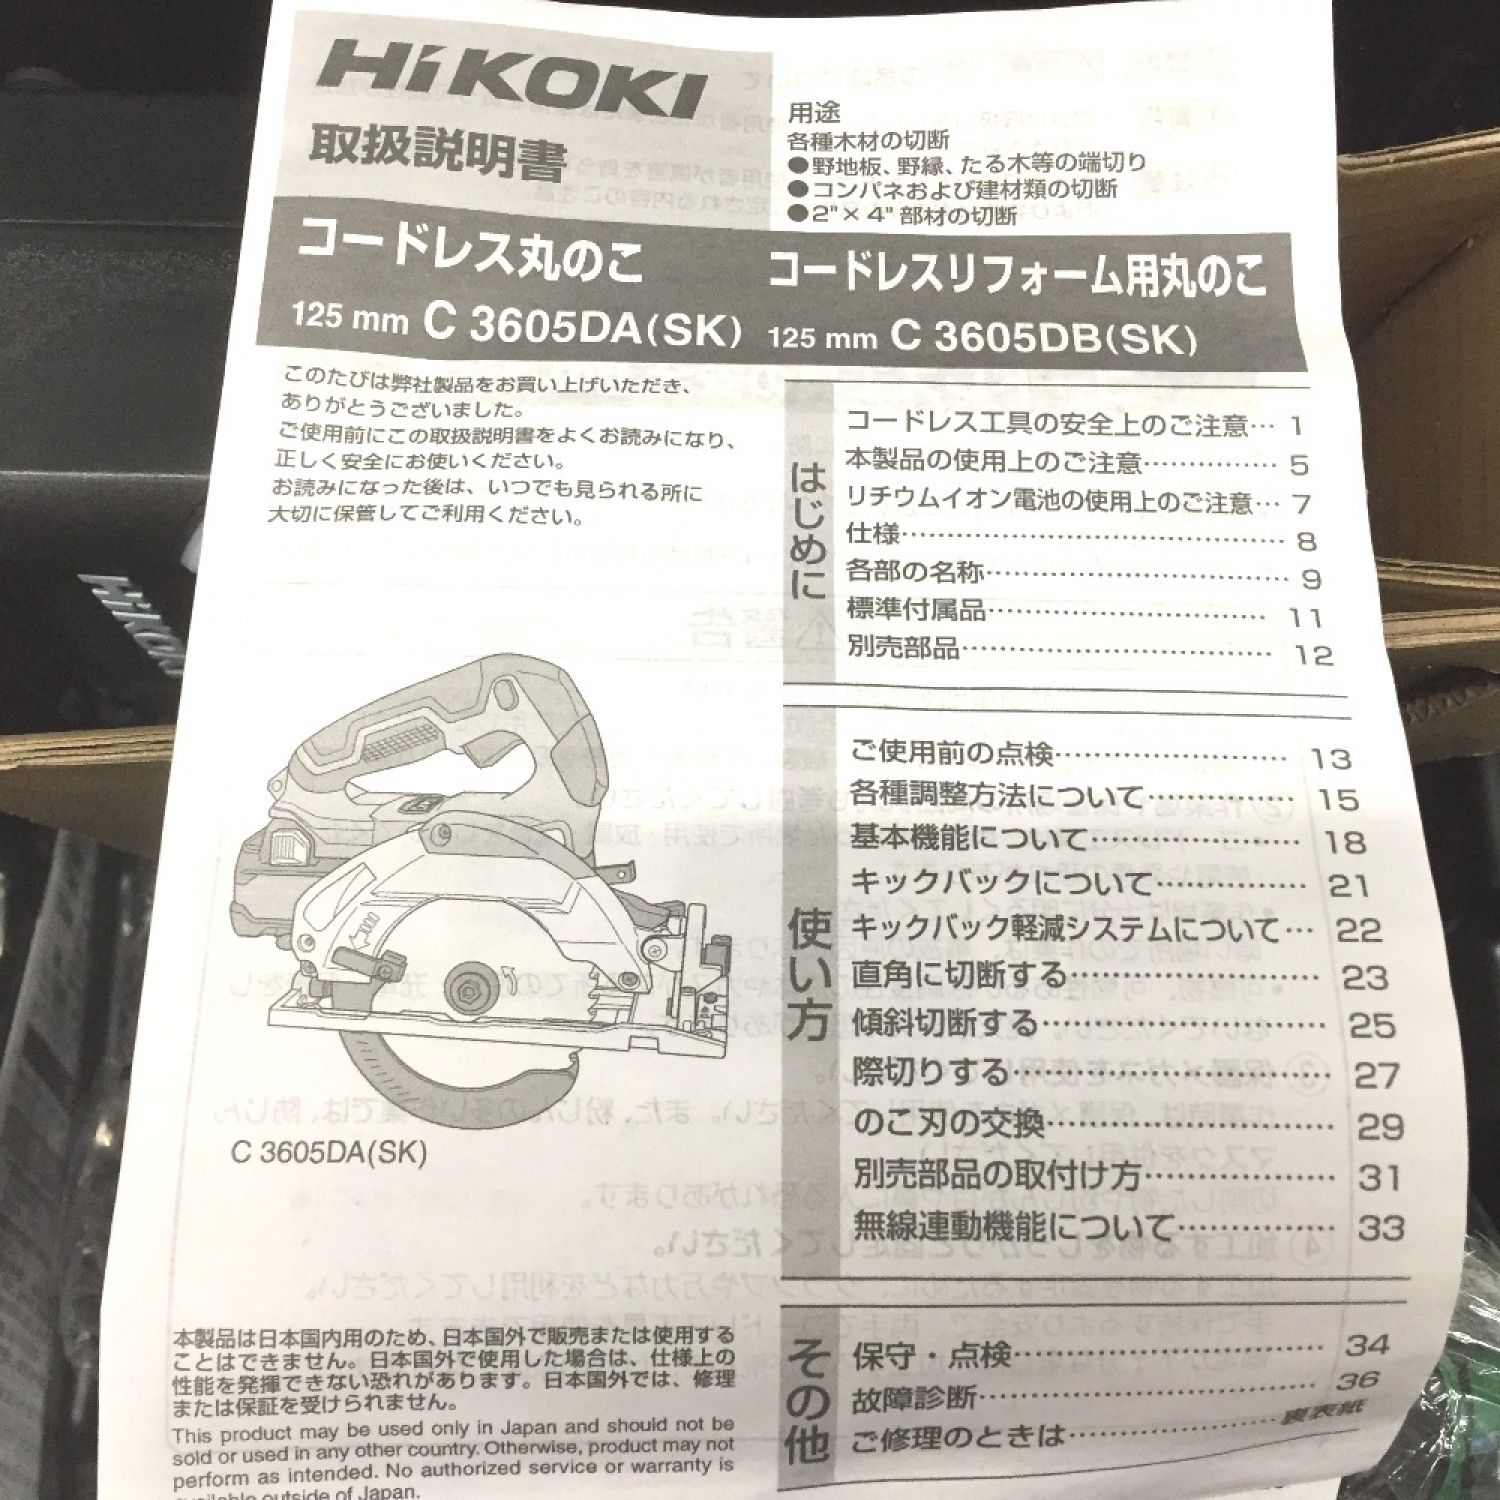 HiKOKI
取扱説明書
用途
各種木材の切断
●野地板、野縁、たる木等の端切り
●コンパネおよび建材類の切断
●2"×4"部材の切断
コードレス丸のこ
125 mm C 3605DA(SK)
コードレスリフォーム用丸のこ
125 mm C 3605DB(SK)
このたびは弊社製品をお買い上げいただき、
ありがとうございました。
ご使用前にこの取扱説明書をよくお読みになり、
正しく安全にお使いください。
お読みになった後は、いつでも見られる所に
大切に保管してご利用ください。
HiKOKI
C 3605DA(SK)
はじめに
コードレス工具の安全上のご注意… 1
本製品の使用上のご注意…………… 5
リチウムイオン電池の使用上のご注意… 7
仕様…………………………………… 8
各部の名称…………………………… 9
標準付属品…………………………… 11
別売部品……………………………… 12
使い方
ご使用前の点検……………………… 13
各種調整方法について……………… 15
基本機能について…………………… 18
キックバックについて……………… 21
キックバック軽減システムについて… 22
直角に切断する……………………… 23
傾斜切断する………………………… 25
際切りする…………………………… 27
のこ刃の交換………………………… 29
別売部品の取付け方………………… 31
無線連動機能について……………… 33
その他
保守・点検…………………………… 34
故障診断……………………………… 36
ご修理のときは…………………… 裏表紙
本製品は日本国内用のため、日本国外で販売または使用する
ことはできません。日本国外で使用した場合は、仕様上の
性能を発揮できない恐れがあります。日本国外では、修理
または保証を受けられません。
This product may be used only in Japan and should not be
sold or used in any other country. Otherwise, product may not
perform as intended. No authorized service or warranty is
available outside of Japan.